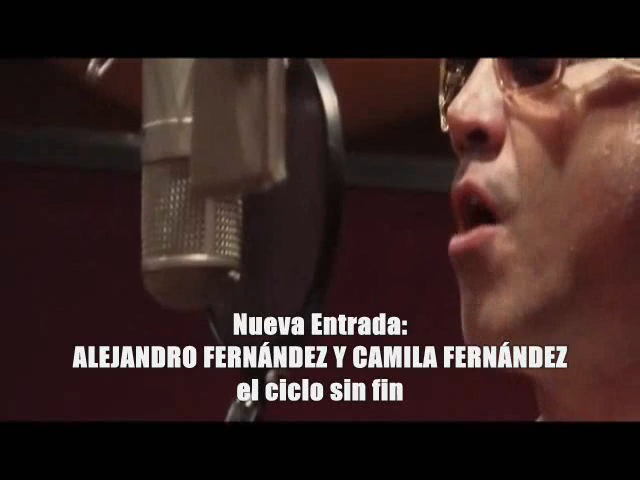 Nueva Entrada:
ALEJANDRO FERNÁNDEZ Y CAMILA FERNÁNDEZ
el ciclo sin fin